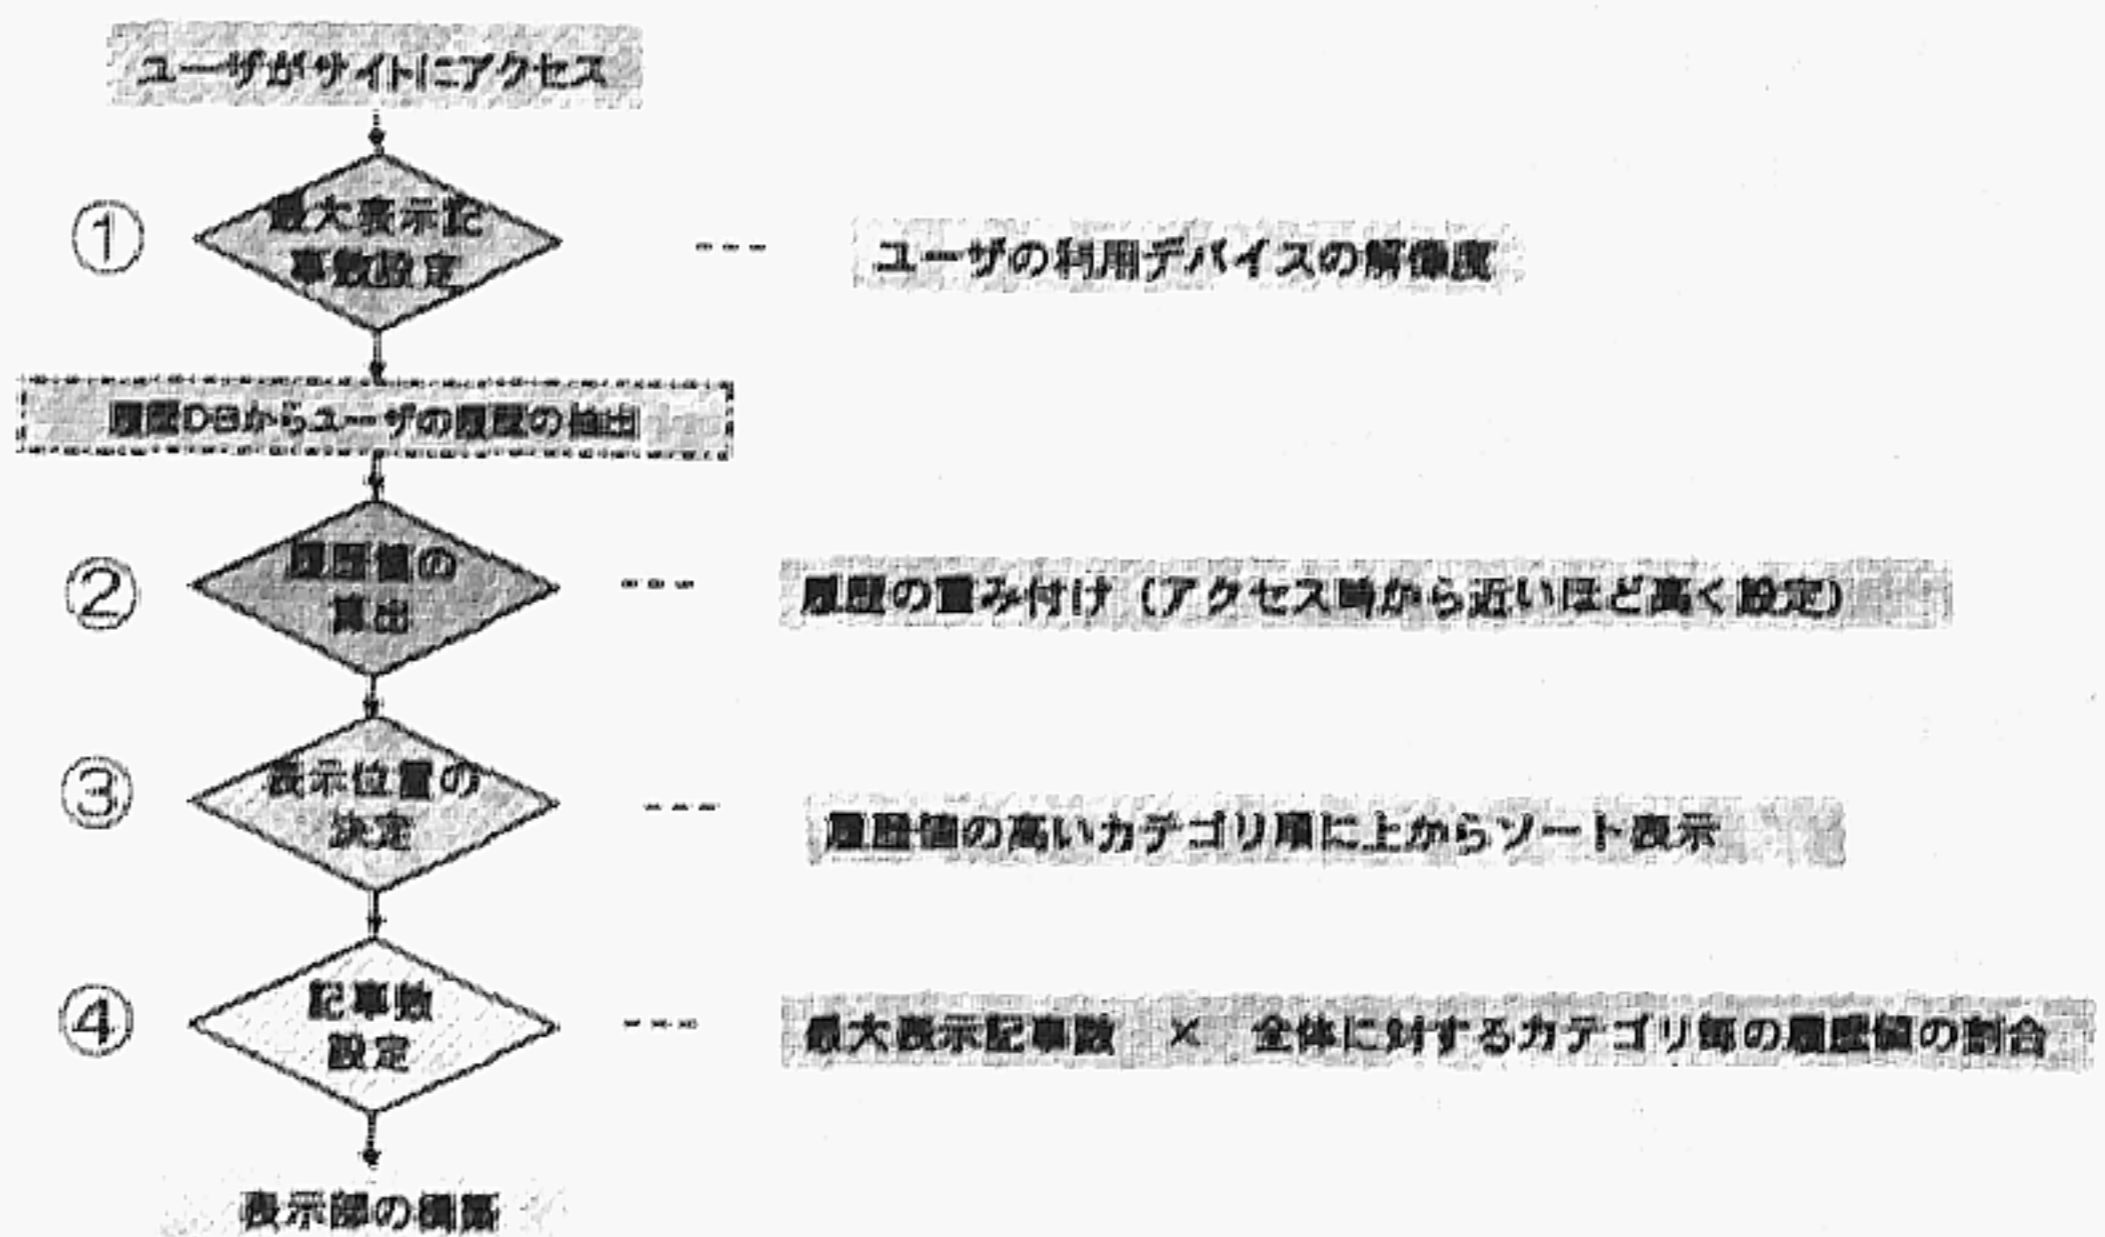 ユーザがサイトにアクセス
①
最大表示記
事数設定
--- ユーザの利用デバイスの解像度
履歴DBからユーザの履歴の抽出
②
履歴値の
算出
--- 履歴の重み付け（アクセス時から近いほど高く設定）
③
表示位置の
決定
--- 履歴値の高いカテゴリ順に上からソート表示
④
記事数
設定
--- 最大表示記事数　×　全体に対するカテゴリ毎の履歴値の割合
表示部の構築